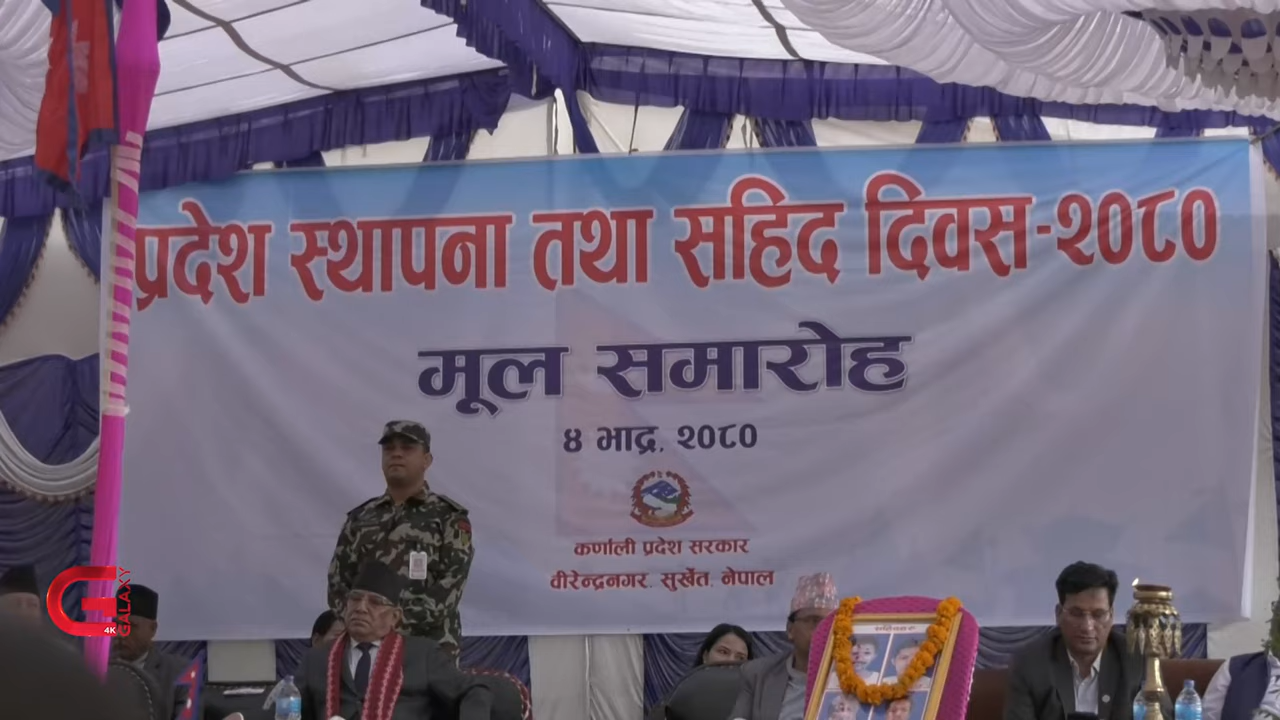 प्रदेश स्थापना तथा सहिद दिवस-२०८०
मूल समारोह
४ भाद्र, २०८०
कर्णाली प्रदेश सरकार
वीरेन्द्रनगर, सुर्खेत, नेपाल
GALAXY
4K